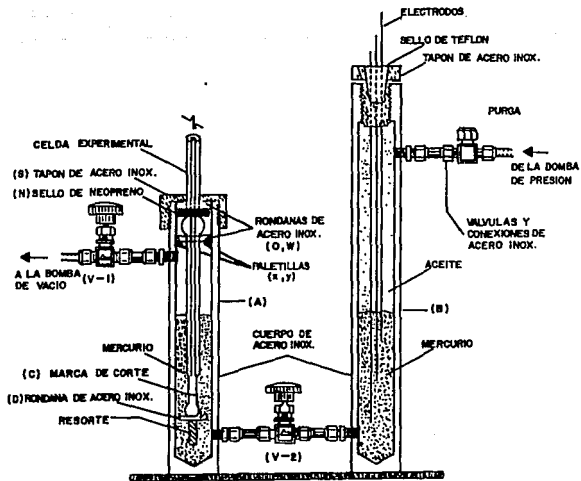 ELECTRODOS
SELLO DE TEFLON
TAPON DE ACERO INOX.
PURGA
CELDA EXPERIMENTAL
(S) TAPON DE ACERO INOX.
(N) SELLO DE NEOPRENO
DE LA BOMBA
DE PRESION
RONDANAS DE
ACERO INOX.
(O,W)
VALVULAS Y
CONEXIONES DE
ACERO INOX.
PALETILLAS
(x,y)
A LA BOMBA
DE VACIO
(V-1)
ACEITE
(A)
(B)
MERCURIO
CUERPO DE
ACERO INOX.
MERCURIO
(C) MARCA DE CORTE
(D) RONDANA DE ACERO INOX.
RESORTE
(V-2)